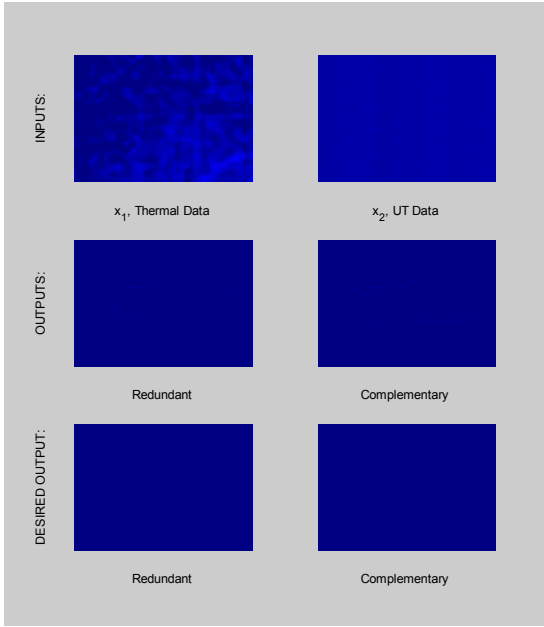 INPUTS:
x1, Thermal Data
x2, UT Data
OUTPUTS:
Redundant
Complementary
DESIRED OUTPUT:
Redundant
Complementary